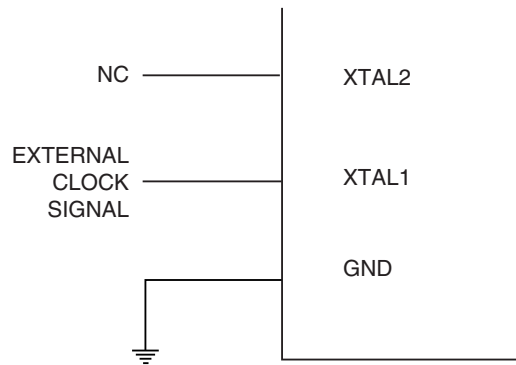 NC
XTAL2
EXTERNAL
CLOCK
SIGNAL
XTAL1
GND